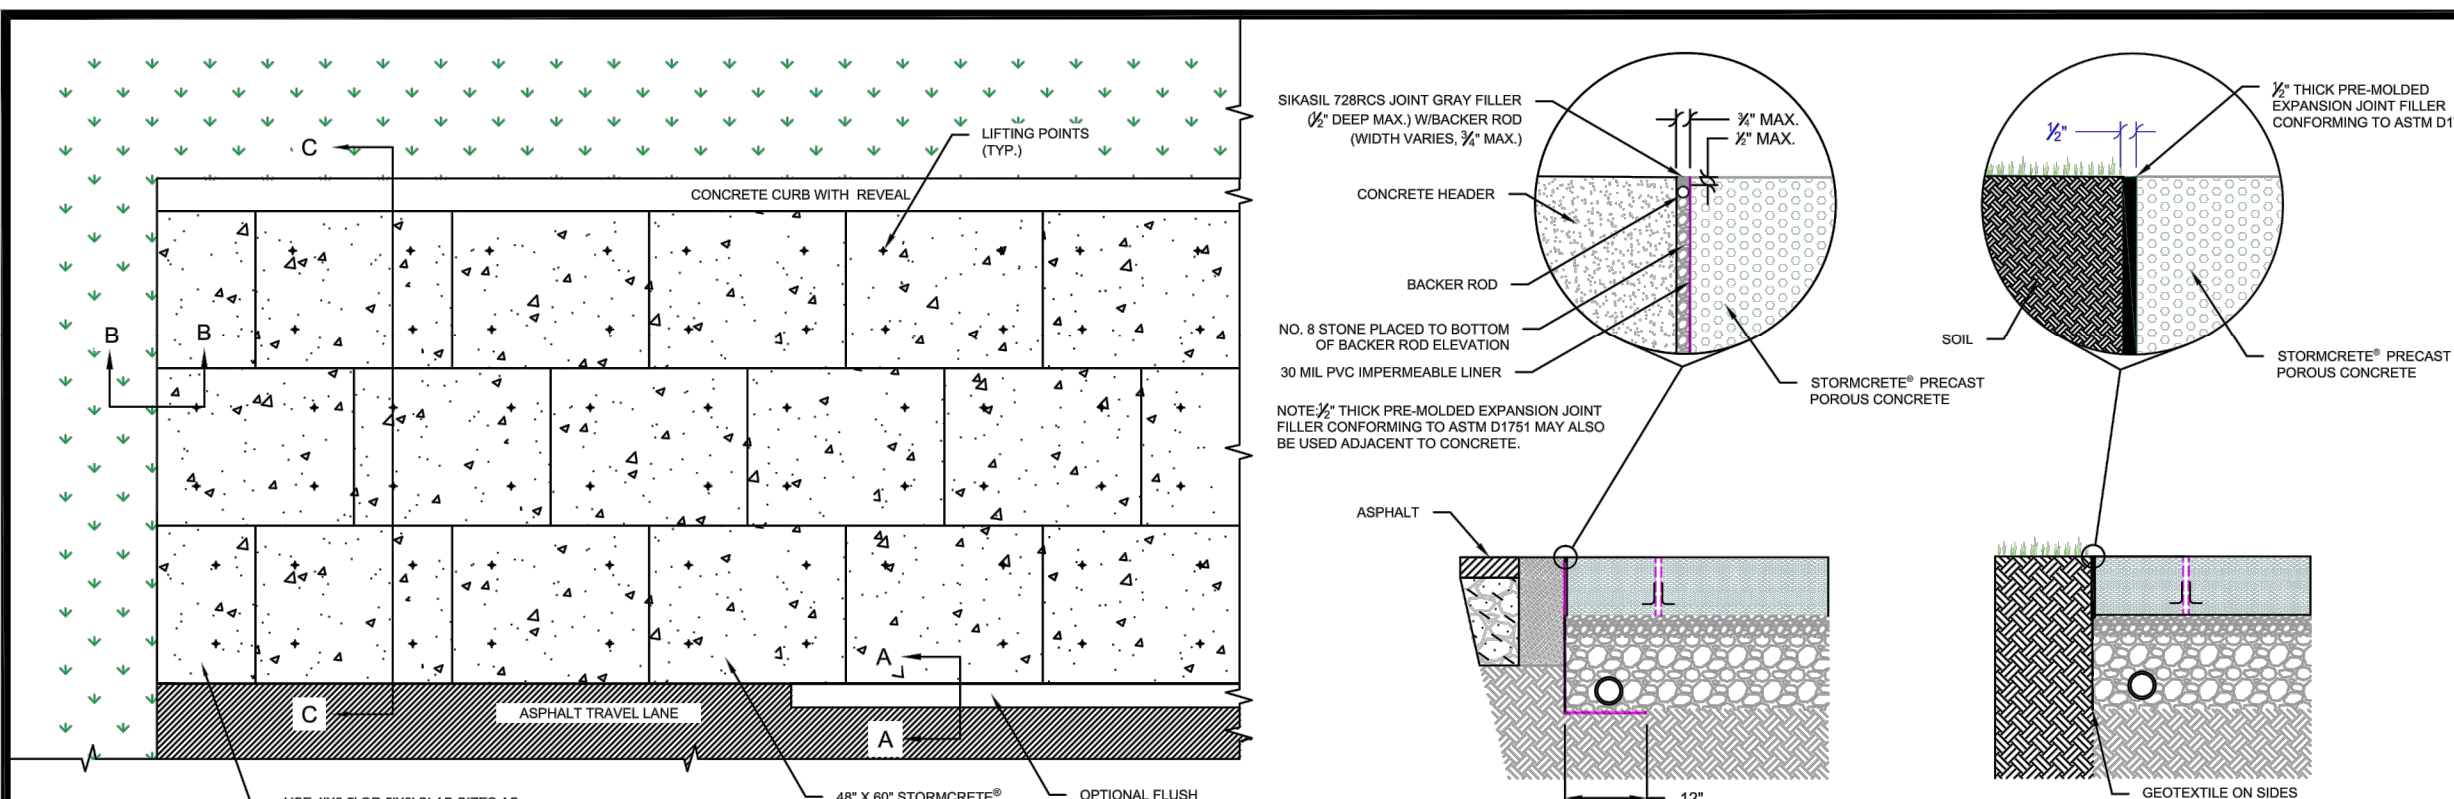 LIFTING POINTS
(TYP.)
C
CONCRETE CURB WITH REVEAL
B
B
A
C
ASPHALT TRAVEL LANE
A
48" X 60" STORMCRETE®
OPTIONAL FLUSH
SIKASIL 728RCS JOINT GRAY FILLER
(½" DEEP MAX.) W/BACKER ROD
(WIDTH VARIES, ¾" MAX.)
¾" MAX.
½" MAX.
CONCRETE HEADER
BACKER ROD
NO. 8 STONE PLACED TO BOTTOM
OF BACKER ROD ELEVATION
30 MIL PVC IMPERMEABLE LINER
STORMCRETE® PRECAST
POROUS CONCRETE
NOTE:½" THICK PRE-MOLDED EXPANSION JOINT
FILLER CONFORMING TO ASTM D1751 MAY ALSO
BE USED ADJACENT TO CONCRETE.
ASPHALT
12"
½" THICK PRE-MOLDED
EXPANSION JOINT FILLER
CONFORMING TO ASTM
½"
SOIL
STORMCRETE® PRECAST
POROUS CONCRETE
GEOTEXTILE ON SIDES